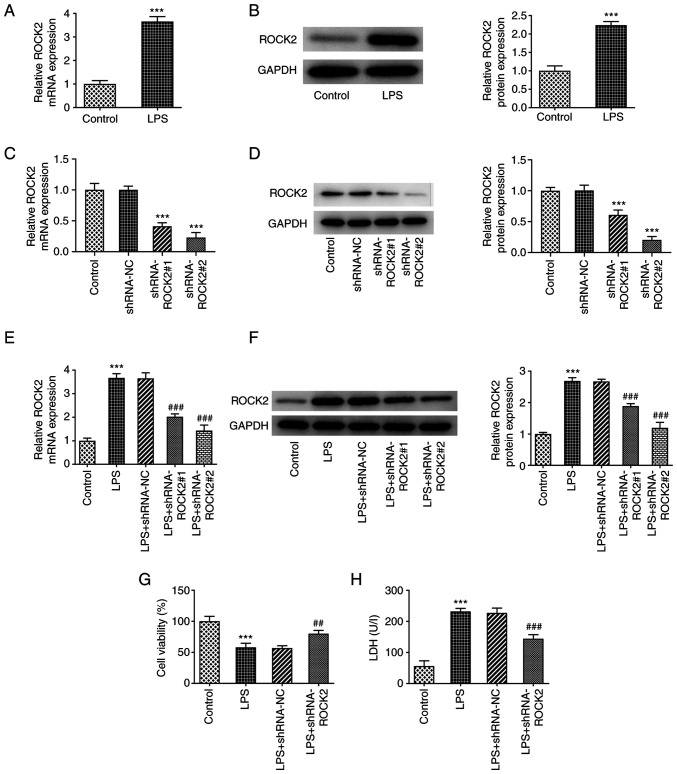 A
Relative ROCK2
mRNA expression
4
3
2
1
0
***
Control
LPS
B
ROCK2
GAPDH
Control
LPS
Relative ROCK2
protein expression
2.5
2.0
1.5
1.0
0.5
0.0
***
Control
LPS
C
Relative ROCK2
mRNA expression
1.5
1.0
0.5
0.0
***
***
Control
shRNA-NC
shRNA-
ROCK2#1
shRNA-
ROCK2#2
D
ROCK2
GAPDH
Control
shRNA-NC
shRNA-
ROCK2#1
shRNA-
ROCK2#2
Relative ROCK2
protein expression
1.5
1.0
0.5
0.0
***
***
Control
shRNA-NC
shRNA-
ROCK2#1
shRNA-
ROCK2#2
E
Relative ROCK2
mRNA expression
4
3
2
1
0
***
###
###
Control
LPS
LPS+shRNA-NC
LPS+shRNA-
ROCK2#1
LPS+shRNA-
ROCK2#2
F
ROCK2
GAPDH
Control
LPS
LPS+shRNA-NC
LPS+shRNA-
ROCK2#1
LPS+shRNA-
ROCK2#2
Relative ROCK2
protein expression
3
2
1
0
***
###
###
Control
LPS
LPS+shRNA-NC
LPS+shRNA-
ROCK2#1
LPS+shRNA-
ROCK2#2
G
Cell viability (%)
150
100
50
0
***
##
Control
LPS
LPS+shRNA-NC
LPS+shRNA-
ROCK2
H
LDH (U/l)
300
200
100
0
***
###
Control
LPS
LPS+shRNA-NC
LPS+shRNA-
ROCK2